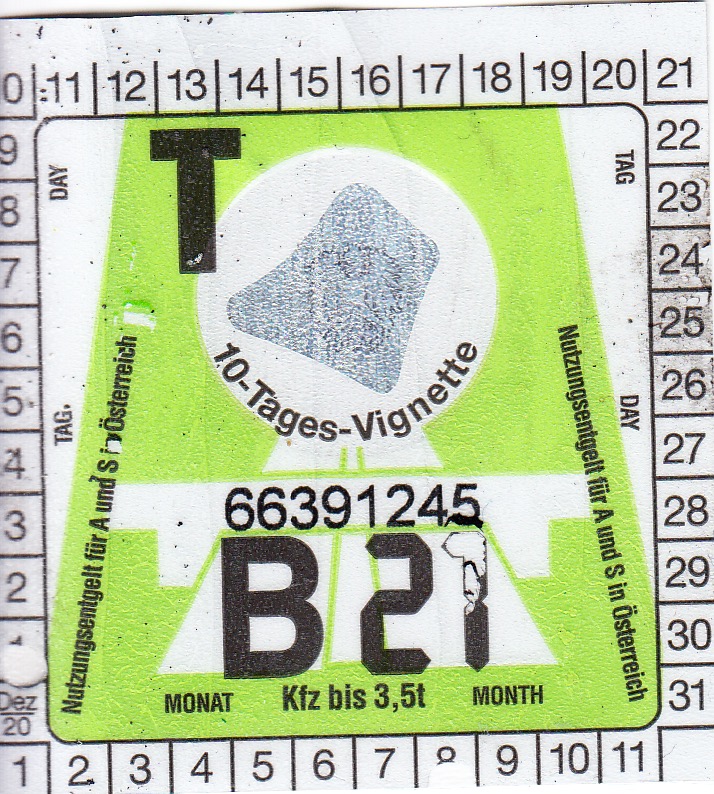 0 11 12 13 14 15 16 17 18 19 20 21
9 22
8 23
7 24
6 25
5 26
4 27
3 28
2 29
30
Dez 20 31
1 2 3 4 5 6 7 8 9 10 11
DAY
TAG
T
10-Tages-Vignette
TAG
DAY
Nutzungsentgelt für A und S in Österreich
Nutzungsentgelt für A und S in Österreich
66391245
B 21
MONAT Kfz bis 3,5t MONTH